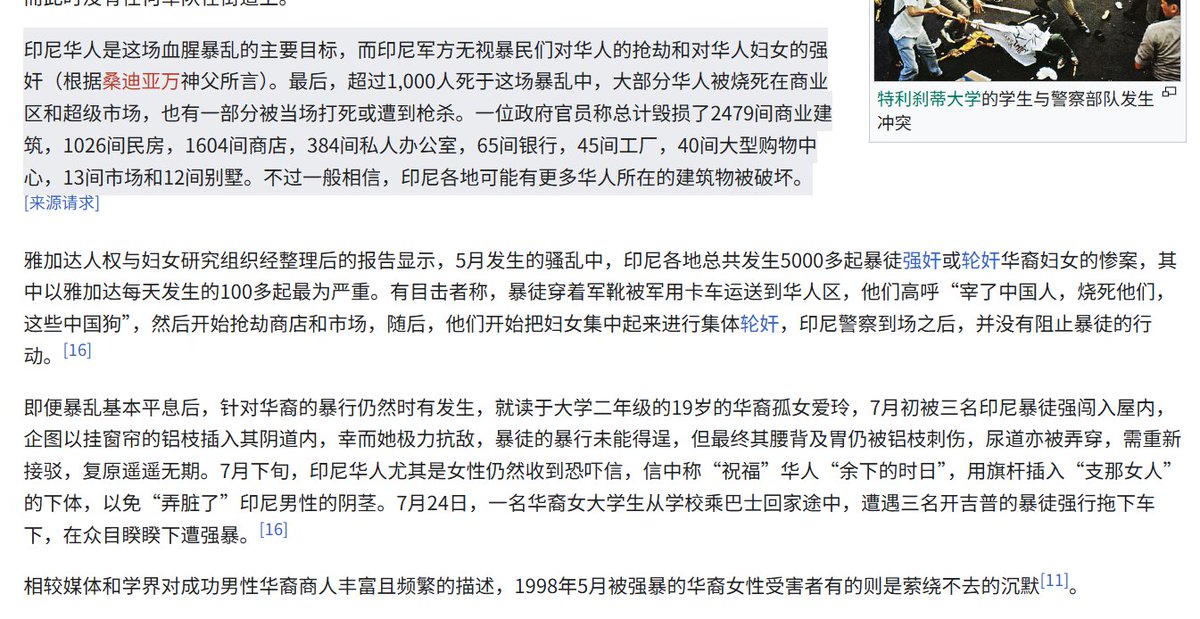 印尼华人是这场血腥暴乱的主要目标，而印尼军方无视暴民们对华人的抢劫和对华人妇女的强
奸（根据桑迪亚万神父所言）。最后，超过1,000人死于这场暴乱中，大部分华人被烧死在商业
区和超级市场，也有一部分被当场打死或遭到枪杀。一位政府官员称总计毁损了2479间商业建
筑，1026间民房，1604间商店，384间私人办公室，65间银行，45间工厂，40间大型购物中
心，13间市场和12间别墅。不过一般相信，印尼各地可能有更多华人所在的建筑物被破坏。
[来源请求]
特利刹蒂大学的学生与警察部队发生
冲突
雅加达人权与妇女研究组织经整理后的报告显示，5月发生的骚乱中，印尼各地总共发生5000多起暴徒强奸或轮奸华裔妇女的惨案，其
中以雅加达每天发生的100多起最为严重。有目击者称，暴徒穿着军靴被军用卡车运送到华人区，他们高呼“宰了中国人，烧死他们，
这些中国狗”，然后开始抢劫商店和市场，随后，他们开始把妇女集中起来进行集体轮奸，印尼警察到场之后，并没有阻止暴徒的行
动。[16]
即便暴乱基本平息后，针对华裔的暴行仍然时有发生，就读于大学二年级的19岁的华裔孤女爱玲，7月初被三名印尼暴徒强闯入屋内，
企图以挂窗帘的铝枝插入其阴道内，幸而她极力抗敌，暴徒的暴行未能得逞，但最终其腰背及胃仍被铝枝刺伤，尿道亦被弄穿，需重新
接驳，复原遥遥无期。7月下旬，印尼华人尤其是女性仍然收到恐吓信，信中称“祝福”华人“余下的时日”，用旗杆插入“支那女人”
的下体，以免“弄脏了”印尼男性的阴茎。7月24日，一名华裔女大学生从学校乘巴士回家途中，遭遇三名开吉普的暴徒强行拖下车
下，在众目睽睽下遭强暴。[16]
相较媒体和学界对成功男性华裔商人丰富且频繁的描述，1998年5月被强暴的华裔女性受害者有的则是萦绕不去的沉默[11]。